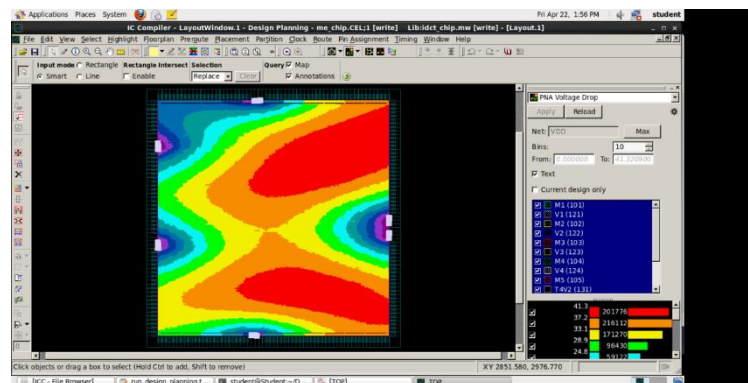 Applications Places System
Fri Apr 22, 1:56 PM student
IC Compiler - LayoutWindow.1 - Design Planning - me_chip.CEL;1 [write] Lib:idct_chip.mw [write] - [Layout.1]
File Edit View Select Highlight Floorplan Preroute Placement Partition Clock Route Pin Assignment Timing Window Help
Input mode Rectangle Rectangle Intersect Selection Query Map
Smart Line Enable Replace Clear Annotations
PNA Voltage Drop
Apply Reload
Net: VDD Max
Bins: 10
From: 0.000000 To: 41.320900
Text
Current design only
M1 (101)
V1 (121)
M2 (102)
V2 (122)
M3 (103)
V3 (123)
M4 (104)
V4 (124)
M5 (105)
T4V2 (131)
41.3
201776
37.2
216112
33.1
171270
28.9
96430
24.8
59122
Click objects or drag a box to select (Hold Ctrl to add, Shift to remove)
XY 2851.580, 2976.770
[ICC - File Browser] run_design_planning.t student@Student:~/D [TOP] TOP